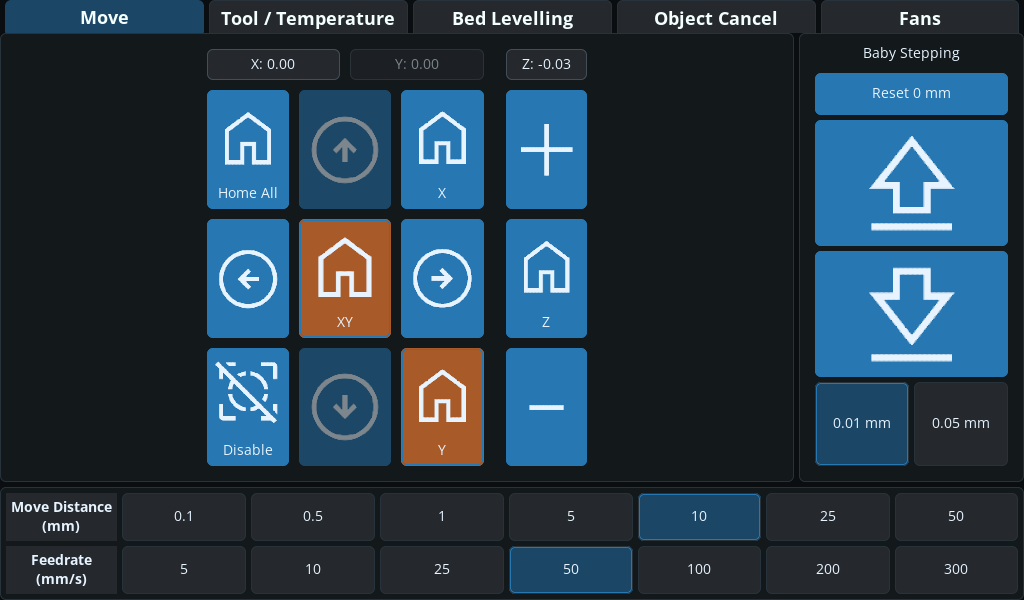 Move
Tool / Temperature
Bed Levelling
Object Cancel
Fans
X: 0.00
Y: 0.00
Z: -0.03
Home All
X
XY
Z
Disable
Y
Baby Stepping
Reset 0 mm
0.01 mm
0.05 mm
Move Distance
(mm)
0.1
0.5
1
5
10
25
50
Feedrate
(mm/s)
5
10
25
50
100
200
300